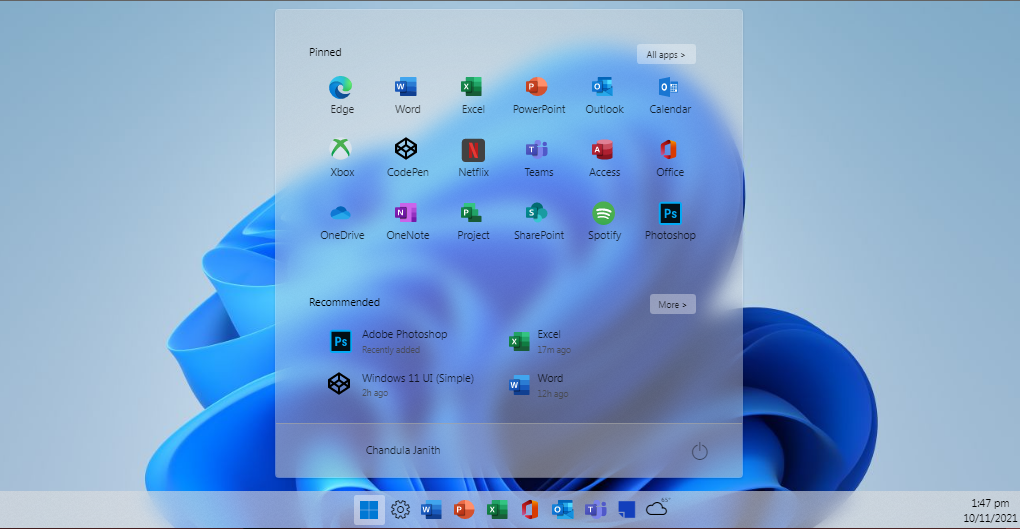 Pinned
All apps >
Edge
Word
Excel
PowerPoint
Outlook
Calendar
Xbox
CodePen
Netflix
Teams
Access
Office
OneDrive
OneNote
Project
SharePoint
Spotify
Photoshop
Recommended
More >
Adobe Photoshop
Recently added
Excel
17m ago
Windows 11 UI (Simple)
2h ago
Word
12h ago
Chandula Janith
1:47 pm
10/11/2021